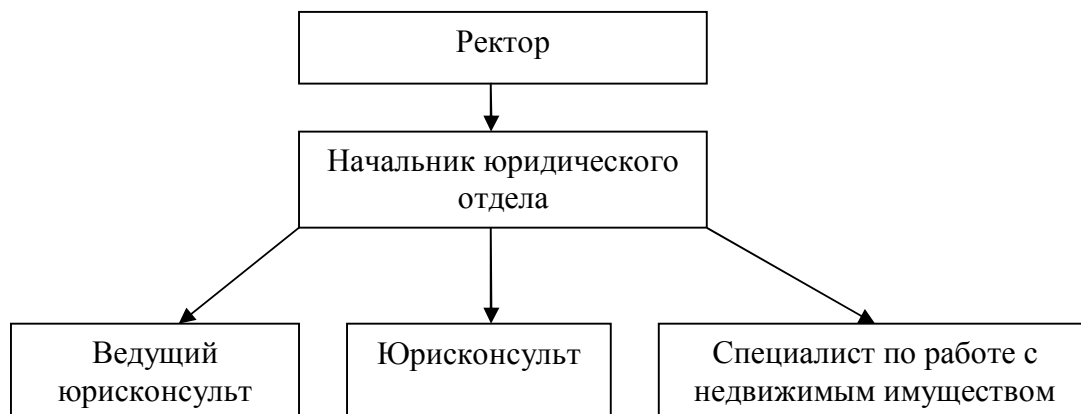 Ректор
Начальник юридического
отдела
Ведущий
юрисконсульт
Юрисконсульт
Специалист по работе с
недвижимым имуществом